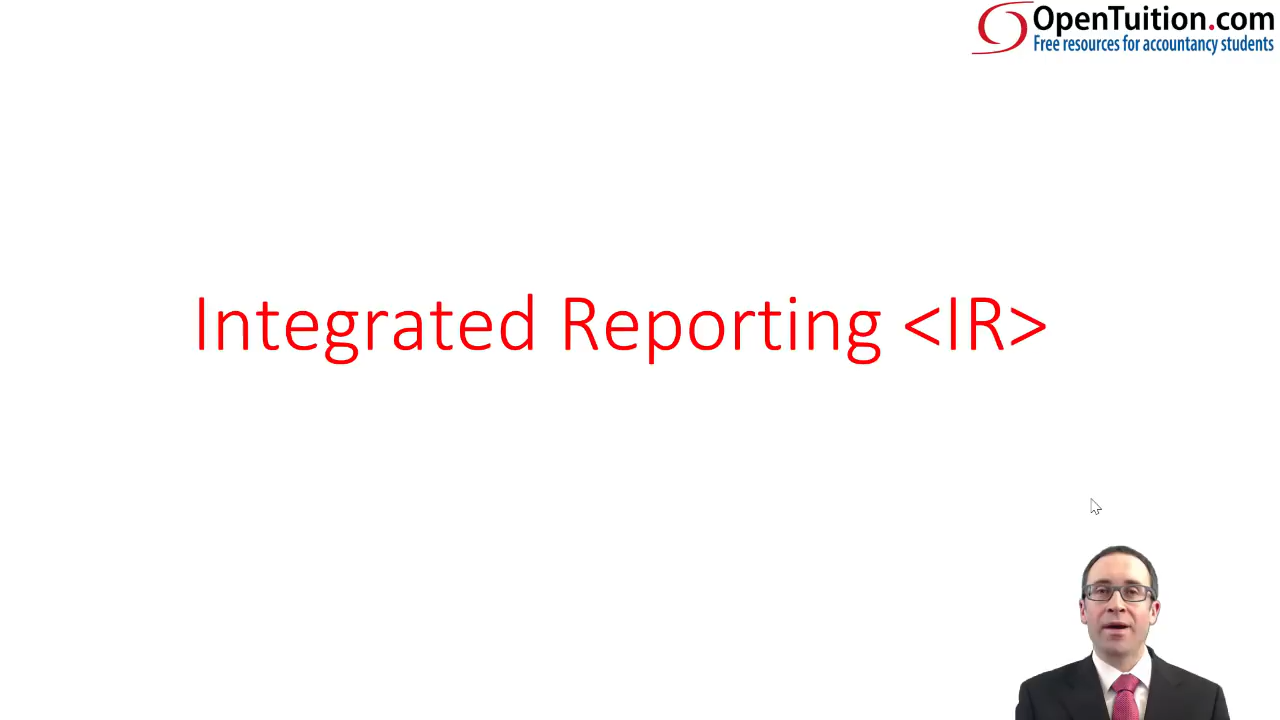 OpenTuition.com
Free resources for accountancy students
Integrated Reporting <IR>